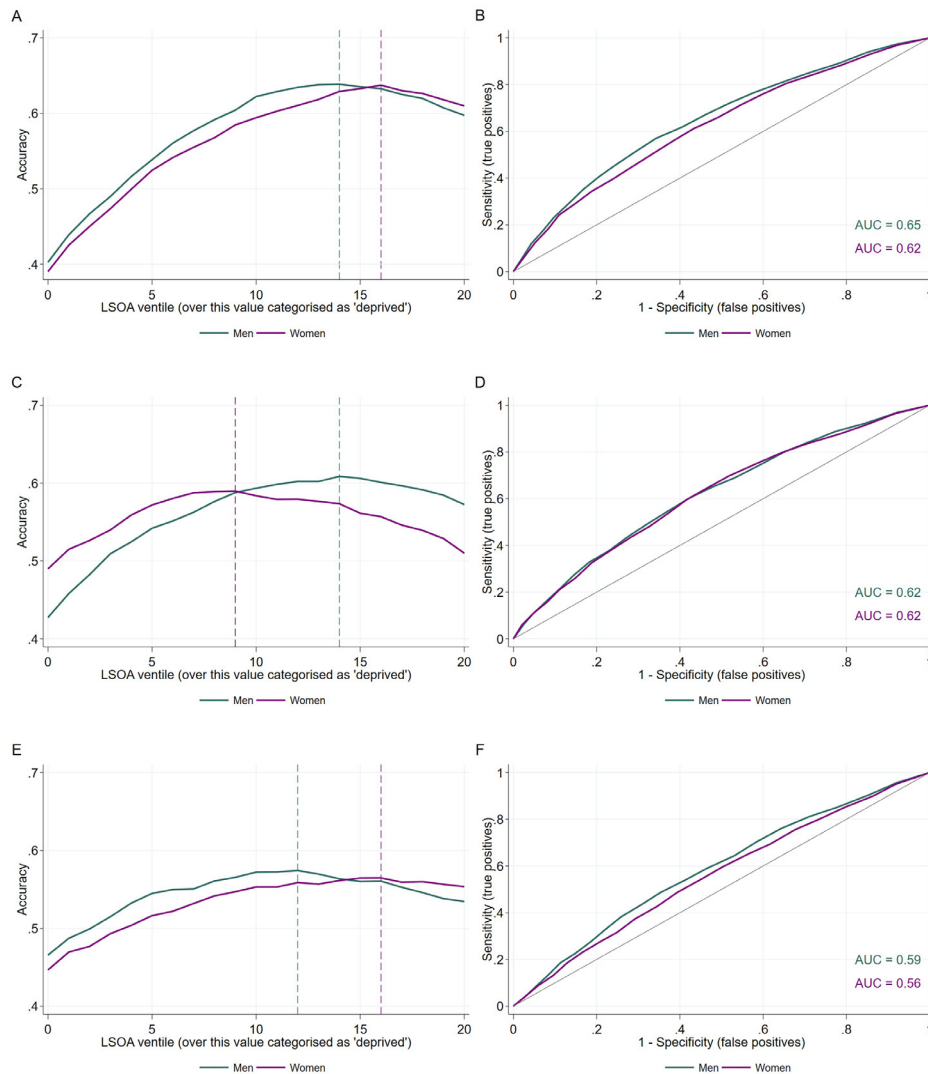 A
.7
.6
.5
.4
Accuracy
0 5 10 15 20
LSOA ventile (over this value categorised as 'deprived')
Men Women
B
1
.8
.6
.4
.2
0
Sensitivity (true positives)
AUC = 0.65
AUC = 0.62
0 .2 .4 .6 .8 1
1 - Specificity (false positives)
Men Women
C
.7
.6
.5
.4
Accuracy
0 5 10 15 20
LSOA ventile (over this value categorised as 'deprived')
Men Women
D
1
.8
.6
.4
.2
0
Sensitivity (true positives)
AUC = 0.62
AUC = 0.62
0 .2 .4 .6 .8
1 - Specificity (false positives)
Men Women
E
.7
.6
.5
.4
Accuracy
0 5 10 15 20
LSOA ventile (over this value categorised as 'deprived')
Men Women
F
1
.8
.6
.4
.2
0
Sensitivity (true positives)
AUC = 0.59
AUC = 0.56
0 .2 .4 .6 .8
1 - Specificity (false positives)
Men Women